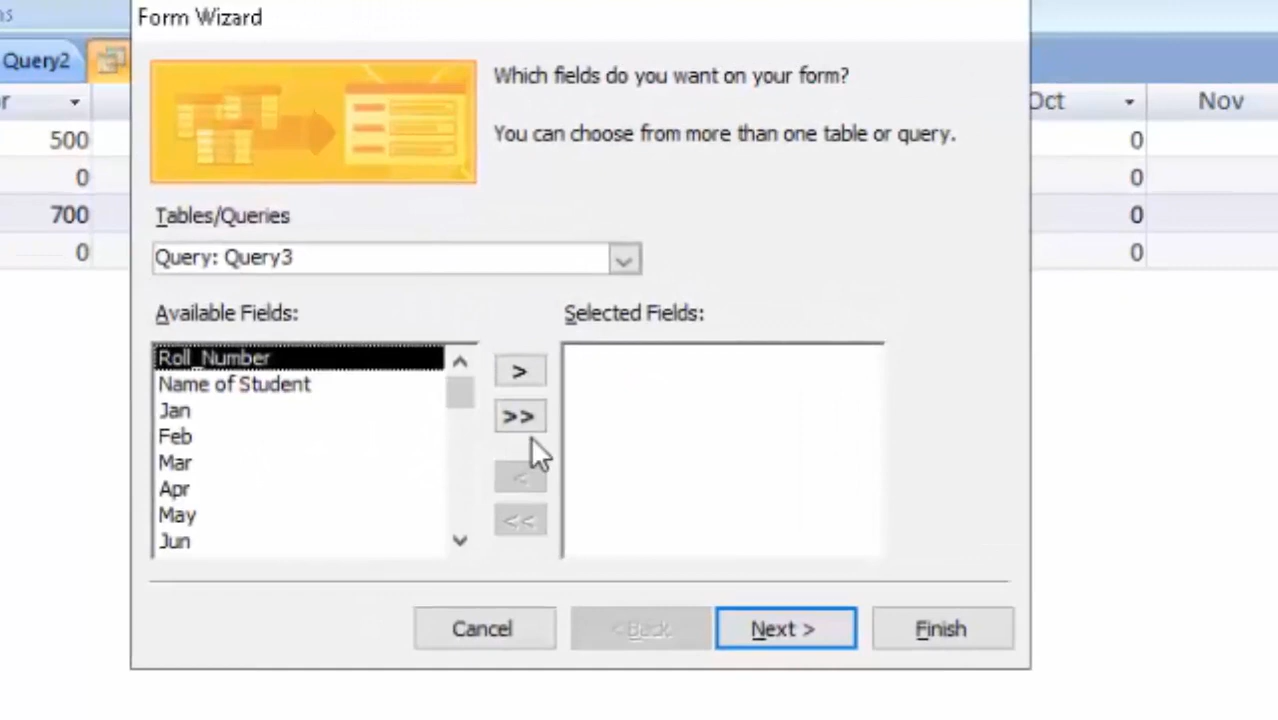 ns
Form Wizard
Query2
Which fields do you want on your form?
You can choose from more than one table or query.
r
Oct
Nov
500
0
0
0
700
0
0
0
Tables/Queries
Query: Query3
Available Fields:
Selected Fields:
Roll_Number
Name of Student
Jan
Feb
Mar
Apr
May
Jun
>
>>
<
<<
Cancel
< Back
Next >
Finish